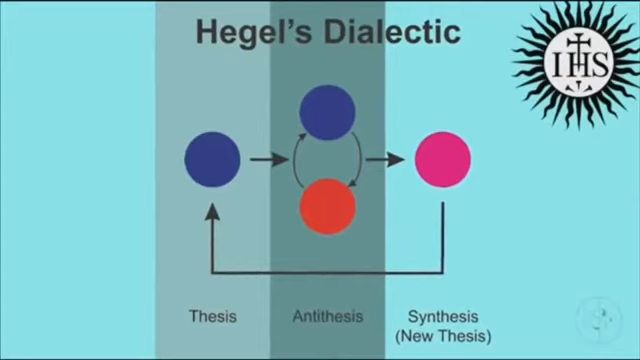 Hegel's Dialectic
IHS
Thesis
Antithesis
Synthesis
(New Thesis)